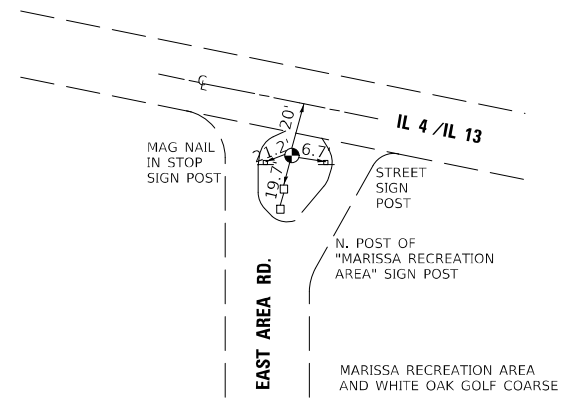 ℄
20'
IL 4 /IL 13
MAG NAIL
IN STOP
SIGN POST
21.2'
6.7'
19.7'
STREET
SIGN
POST
N. POST OF
"MARISSA RECREATION
AREA" SIGN POST
EAST AREA RD.
MARISSA RECREATION AREA
AND WHITE OAK GOLF COARSE